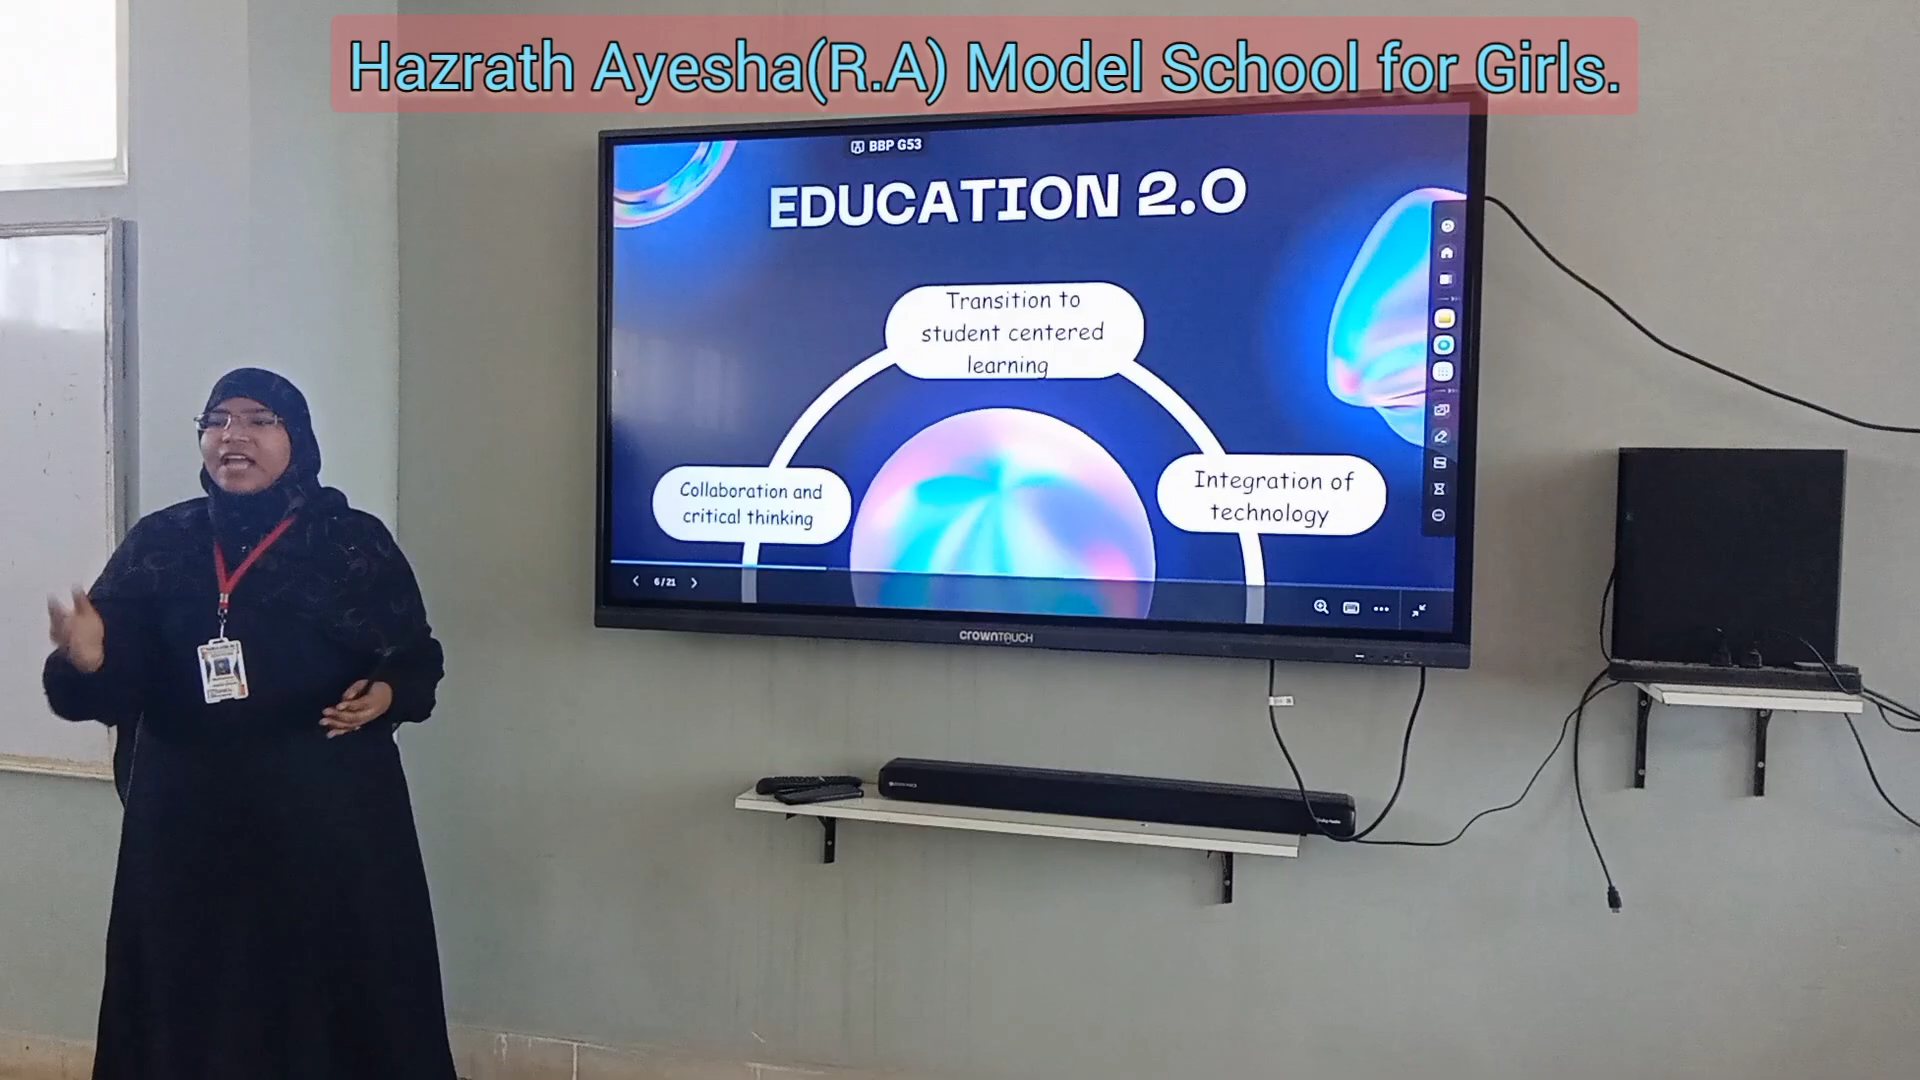 Hazrath Ayesha(R.A) Model School for Girls.
BBP G53
EDUCATION 2.0
Transition to
student centered
learning
Collaboration and
critical thinking
Integration of
technology
6/21
CROWNTOUCH